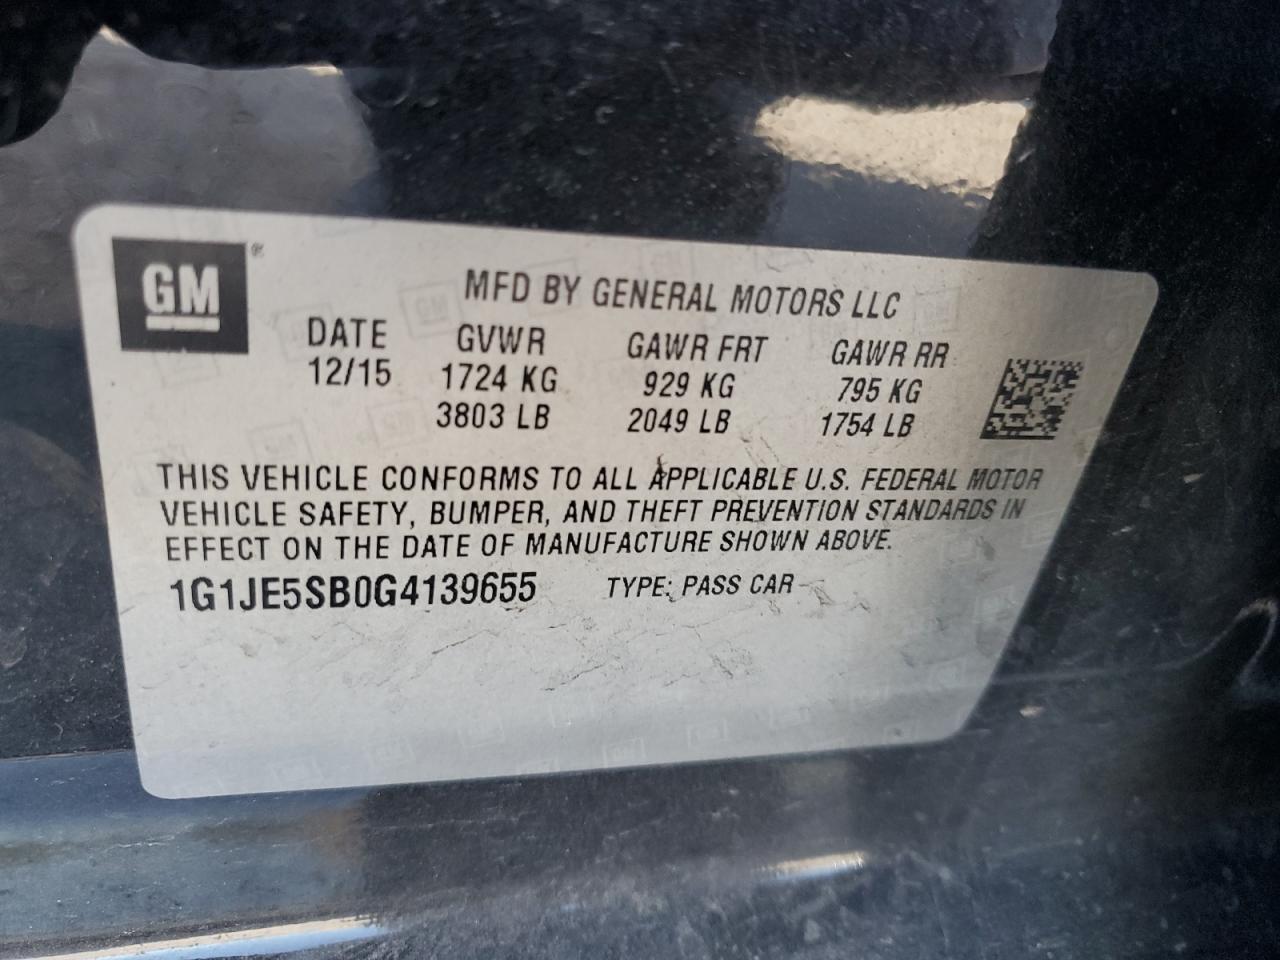 GM ®
MFD BY GENERAL MOTORS LLC
DATE GVWR GAWR FRT GAWR RR
12/15 1724 KG 929 KG 795 KG
3803 LB 2049 LB 1754 LB
THIS VEHICLE CONFORMS TO ALL APPLICABLE U.S. FEDERAL MOTOR
VEHICLE SAFETY, BUMPER, AND THEFT PREVENTION STANDARDS IN
EFFECT ON THE DATE OF MANUFACTURE SHOWN ABOVE.
1G1JE5SB0G4139655 TYPE: PASS CAR